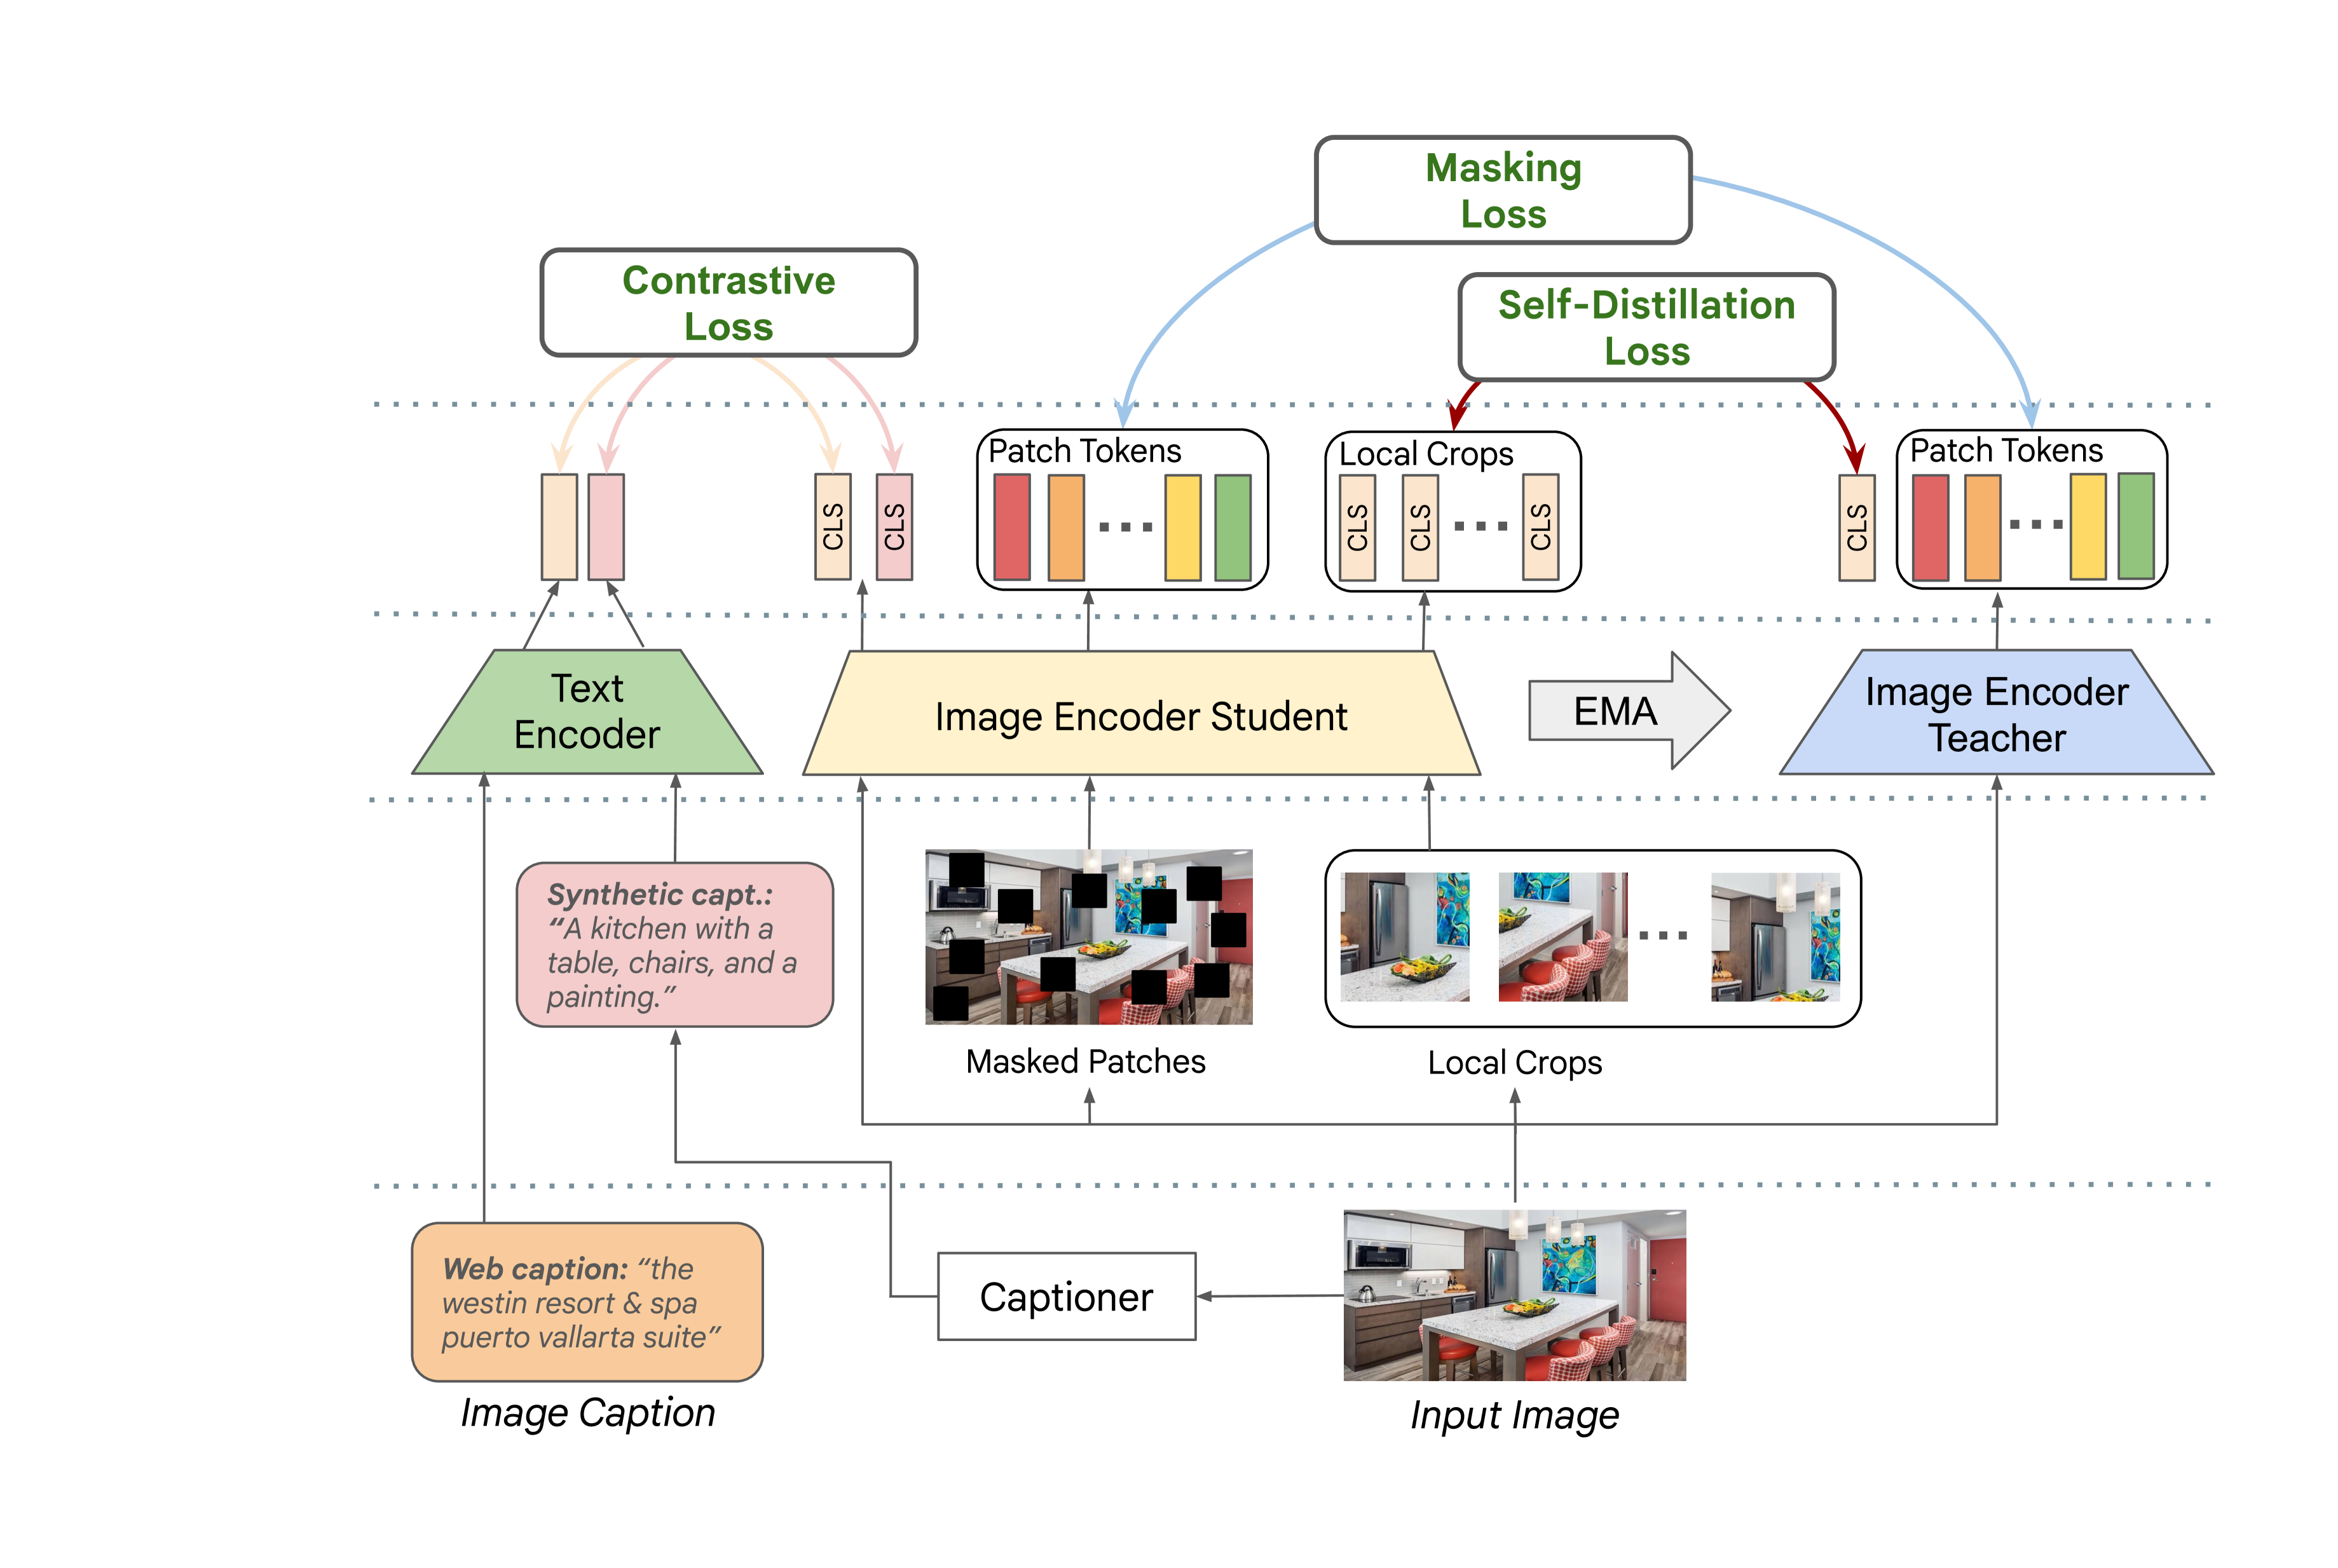 Masking
Loss
Contrastive
Loss
Self-Distillation
Loss
Patch Tokens
Local Crops
Patch Tokens
CLS
CLS
CLS
CLS
CLS
CLS
Text
Encoder
Image Encoder Student
EMA
Image Encoder
Teacher
Synthetic capt.:
“A kitchen with a
table, chairs, and a
painting.”
Masked Patches
Local Crops
Web caption: “the
westin resort & spa
puerto vallarta suite”
Captioner
Image Caption
Input Image